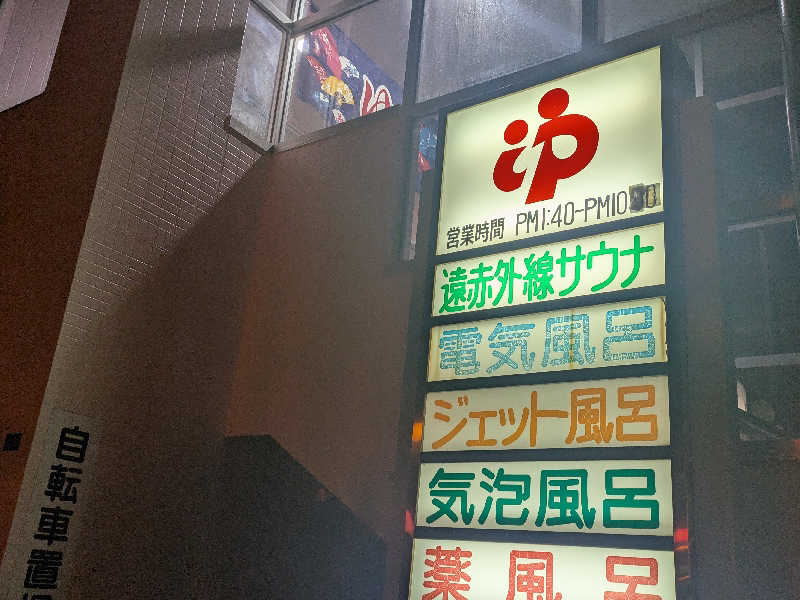 ゆ
営業時間 PM1:40-PM10
遠赤外線サウナ
電気風呂
ジェット風呂
気泡風呂
薬風呂
自転車置